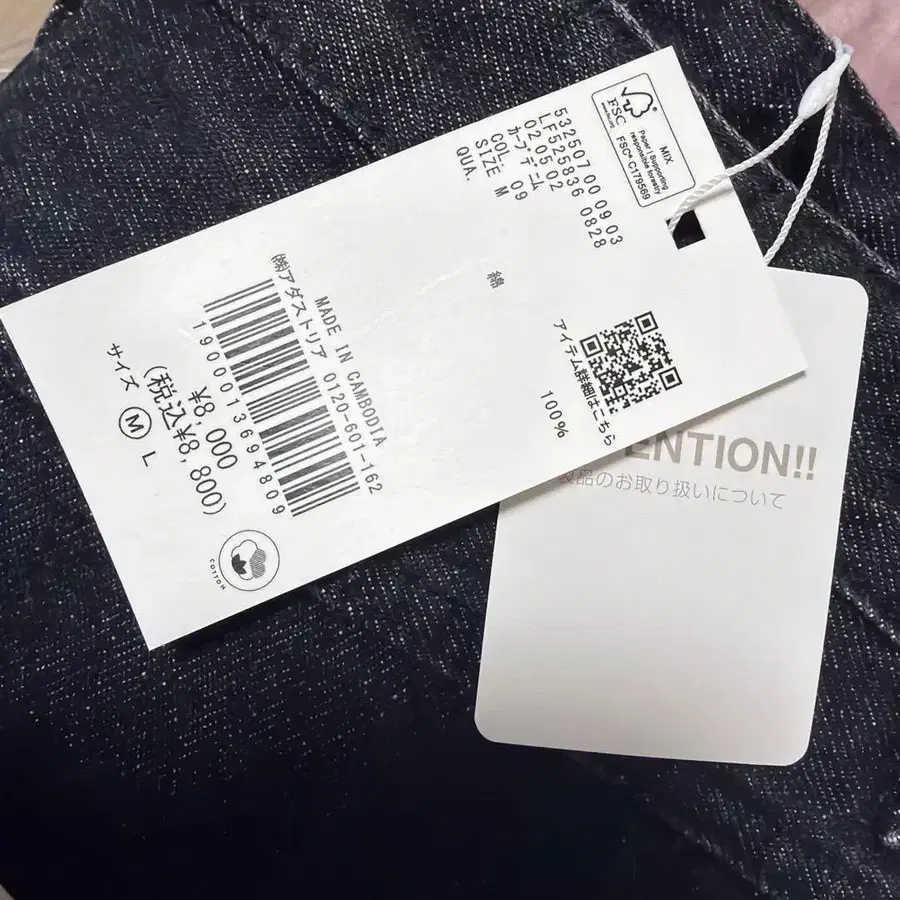 MIX
Paper | Supporting
responsible forestry
FSC® C179569
FSC
532507 00 09 03
LF525836 0828
02 05 02
カーブデニム
COL. 09
SIZE M
QUA.
綿 100%
アイテム詳細はこちら
MADE IN CAMBODIA
(株)アダストリア 0120-601-162
1900013694809
¥8,000
(税込¥8,800)
サイズ M L
COTTON
ENTION!!
製品のお取り扱いについて